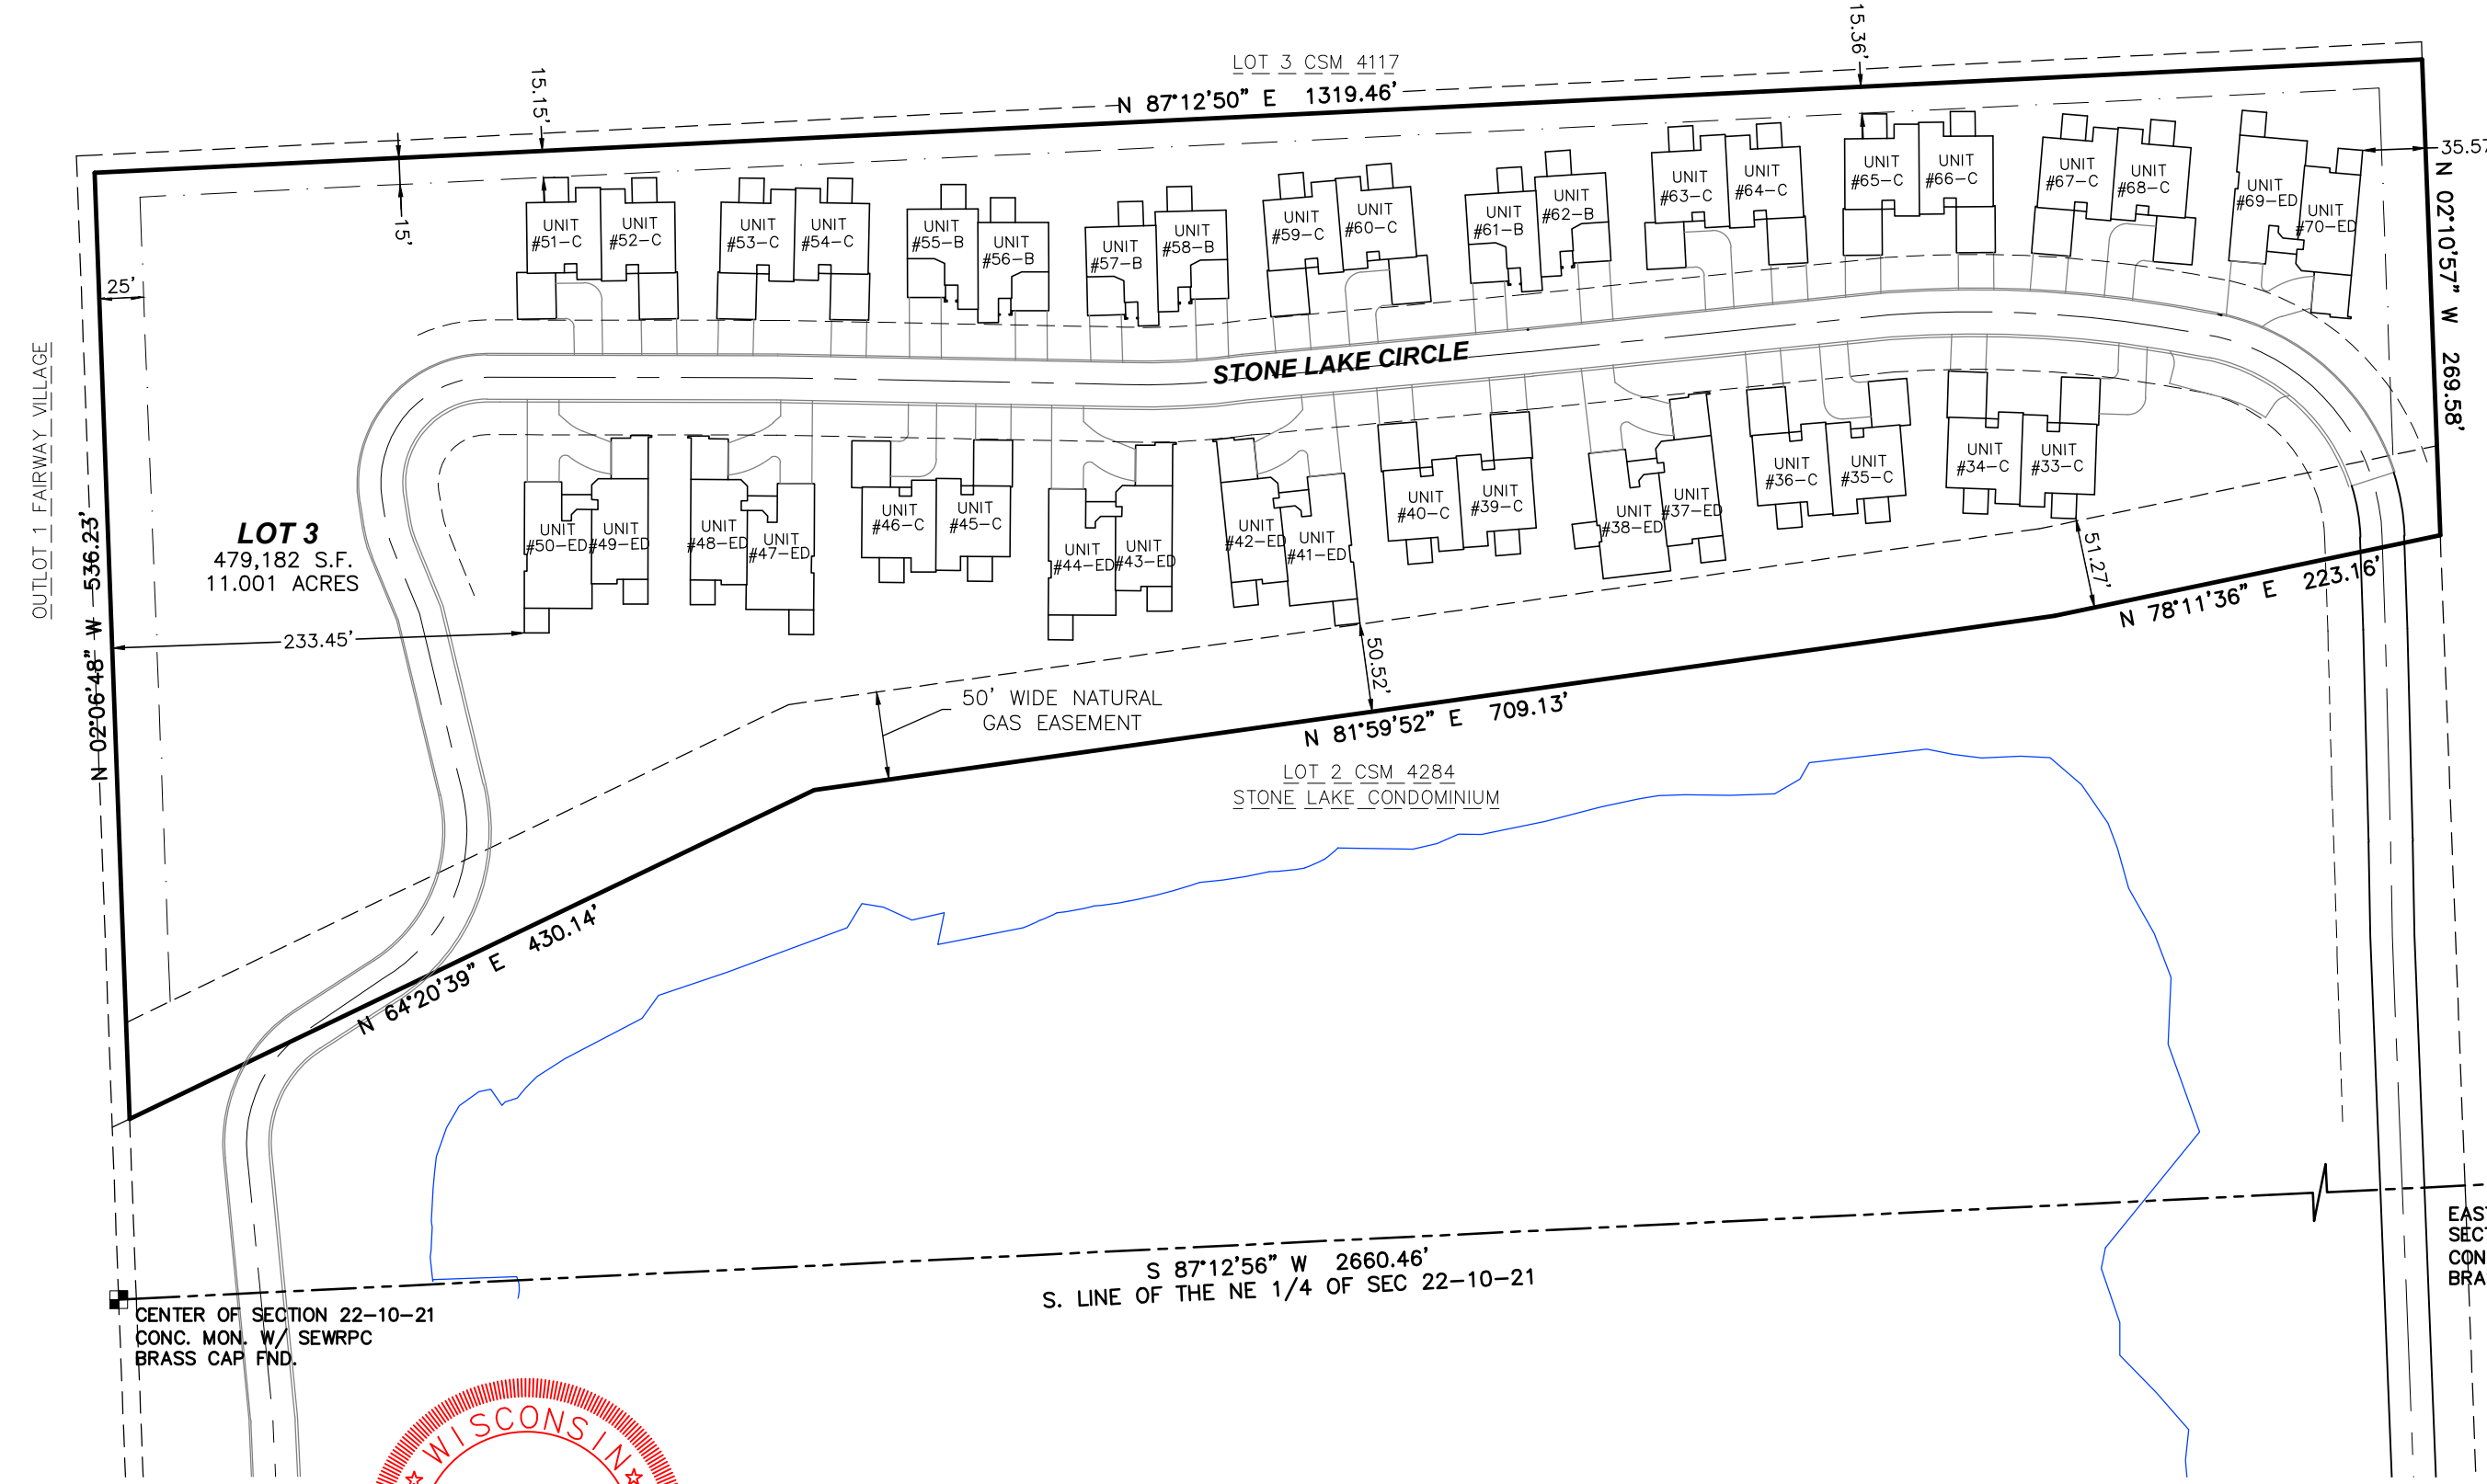 15.36'
LOT 3 CSM 4117
N 87°12'50" E 1319.46'
15.15'
15'
25'
35.57
N 02°10'57" W 269.58'
UNIT
#51-C
UNIT
#52-C
UNIT
#53-C
UNIT
#54-C
UNIT
#55-B
UNIT
#56-B
UNIT
#57-B
UNIT
#58-B
UNIT
#59-C
UNIT
#60-C
UNIT
#61-B
UNIT
#62-B
UNIT
#63-C
UNIT
#64-C
UNIT
#65-C
UNIT
#66-C
UNIT
#67-C
UNIT
#68-C
UNIT
#69-ED
UNIT
#70-ED
STONE LAKE CIRCLE
OUTLOT 1 FAIRWAY VILLAGE
N 02°06'48" W 536.23'
LOT 3
479,182 S.F.
11.001 ACRES
233.45'
UNIT
#50-ED
UNIT
#49-ED
UNIT
#48-ED
UNIT
#47-ED
UNIT
#46-C
UNIT
#45-C
UNIT
#44-ED
UNIT
#43-ED
UNIT
#42-ED
UNIT
#41-ED
UNIT
#40-C
UNIT
#39-C
UNIT
#38-ED
UNIT
#37-ED
UNIT
#36-C
UNIT
#35-C
UNIT
#34-C
UNIT
#33-C
51.27'
N 78°11'36" E 223.16'
50.52'
50' WIDE NATURAL
GAS EASEMENT
N 81°59'52" E 709.13'
LOT 2 CSM 4284
STONE LAKE CONDOMINIUM
N 64°20'39" E 430.14'
S 87°12'56" W 2660.46'
S. LINE OF THE NE 1/4 OF SEC 22-10-21
CENTER OF SECTION 22-10-21
CONC. MON. W/ SEWRPC
BRASS CAP FND.
EAS
SECT
CON
BRA
WISCONSIN